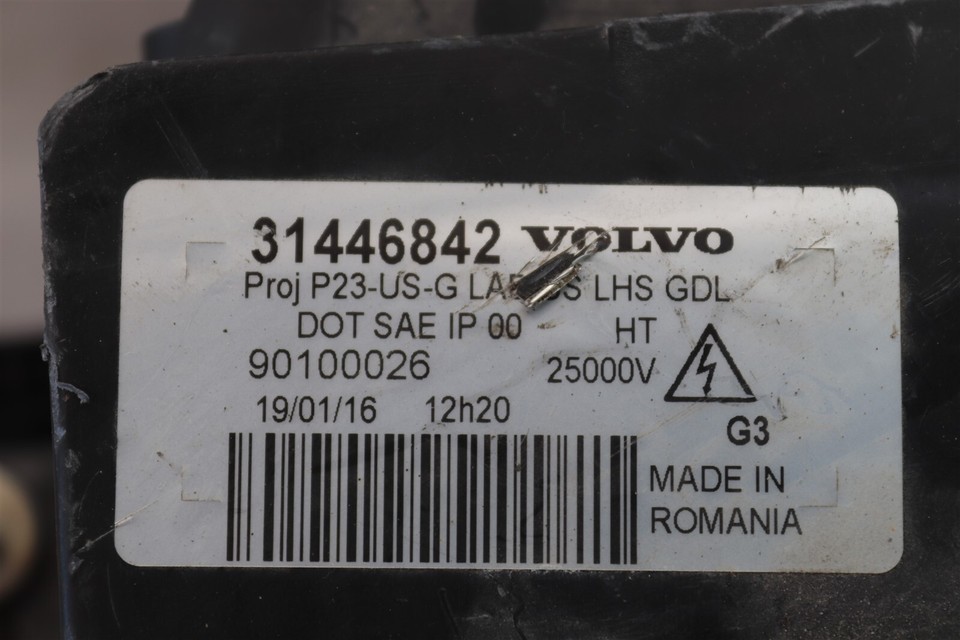 31446842 VOLVO
Proj P23-US-G LHS GDL
DOT SAE IP 00 HT
90100026 25000V
19/01/16 12h20
G3
MADE IN
ROMANIA